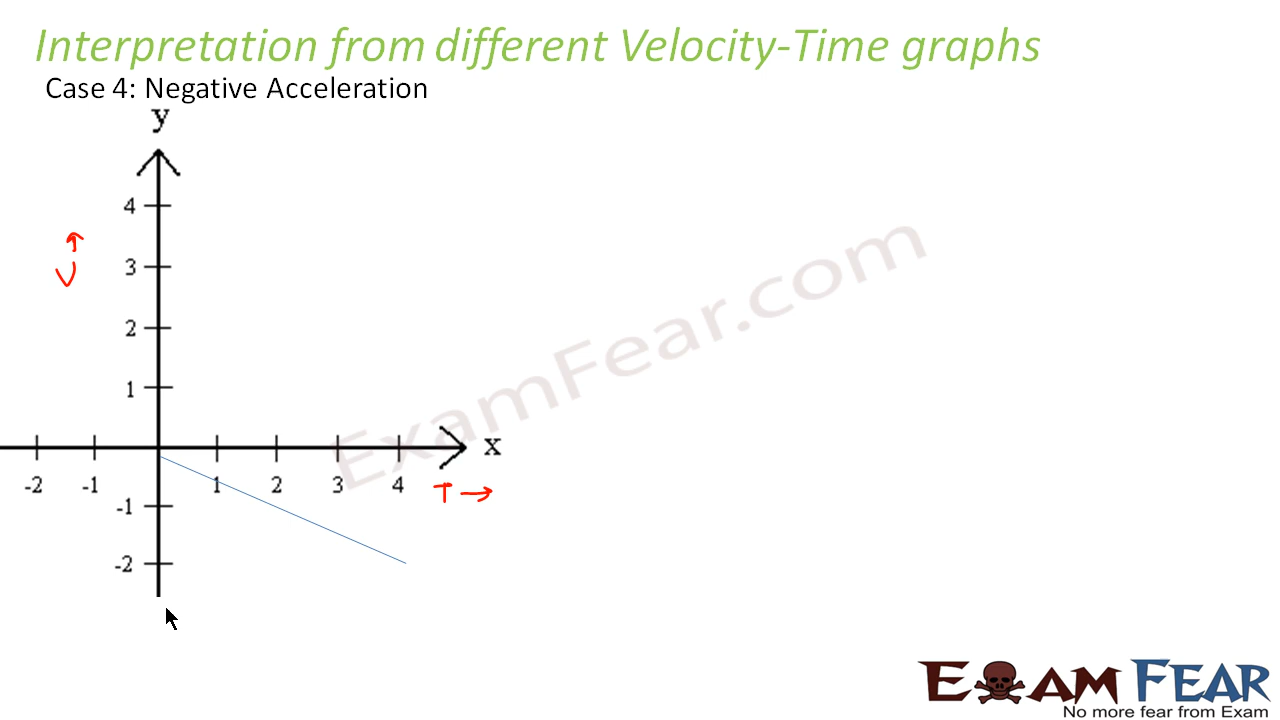 Interpretation from different Velocity-Time graphs
Case 4: Negative Acceleration
y
4
V
3
2
1
x
-2 -1 1 2 3 4 T
-1
-2
ExamFear.com
EXAM FEAR
No more fear from Exam